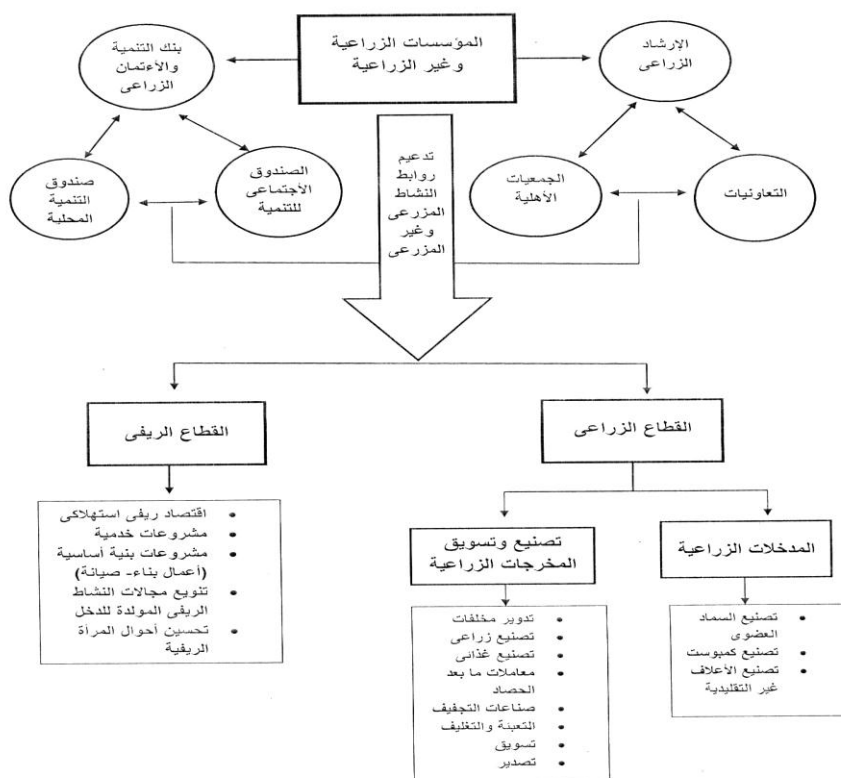 المؤسسات الزراعية
وغير الزراعية
الإرشاد
الزراعى
بنك التنمية
والأءتمان
الزراعى
التعاونيات
الجمعيات
الأهلية
الصندوق
الأجتماعى
للتنمية
صندوق
التنمية
المحلية
تدعيم
روابط
النشاط
المزرعى
وغير
المزرعى
القطاع الزراعى
القطاع الريفى
المدخلات الزراعية
تصنيع وتسويق
المخرجات الزراعية
• تصنيع السماد
العضوى
• تصنيع كمبوست
• تصنيع الأعلاف
غير التقليدية
• تدوير مخلفات
• تصنيع زراعى
• تصنيع غذائى
• معاملات ما بعد
الحصاد
• صناعات التجفيف
• التعبئة والتغليف
• تسويق
• تصدير
• اقتصاد ريفى استهلاكى
• مشروعات خدمية
• مشروعات بنية أساسية
(أعمال بناء- صيانة)
• تنويع مجالات النشاط
الريفى المولدة للدخل
• تحسين أحوال المرأة
الريفية